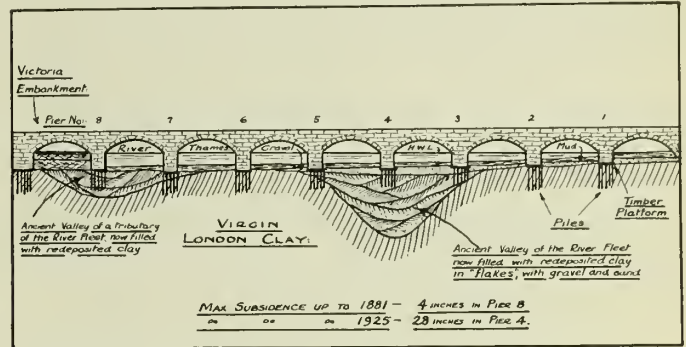 Victoria
Embankment
Pier No:- 8 7 6 5 4 3 2 1
River Thames Gravel H.W.L. Mud
Ancient Valley of a tributary
of the River Fleet, now filled
with redeposited clay
VIRGIN
LONDON CLAY.
Piles
Timber
Platform
Ancient Valley of the River Fleet
now filled with redeposited clay
in "flakes", with gravel and sand
MAX SUBSIDENCE UP TO 1881 - 4 INCHES IN PIER 8
" " " 1925 - 28 INCHES IN PIER 4.